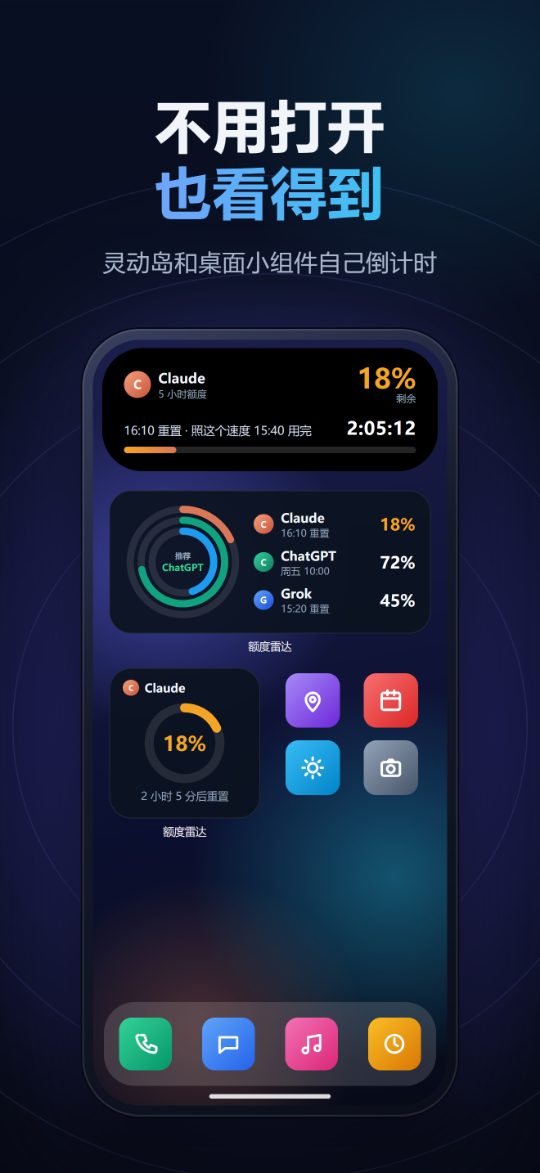 不用打开
也看得到
灵动岛和桌面小组件自己倒计时
C Claude 18%
5 小时额度 剩余
16:10 重置 · 照这个速度 15:40 用完 2:05:12
推荐
ChatGPT
C Claude 18%
16:10 重置
C ChatGPT 72%
周五 10:00
G Grok 45%
15:20 重置
额度雷达
C Claude
18%
2 小时 5 分后重置
额度雷达